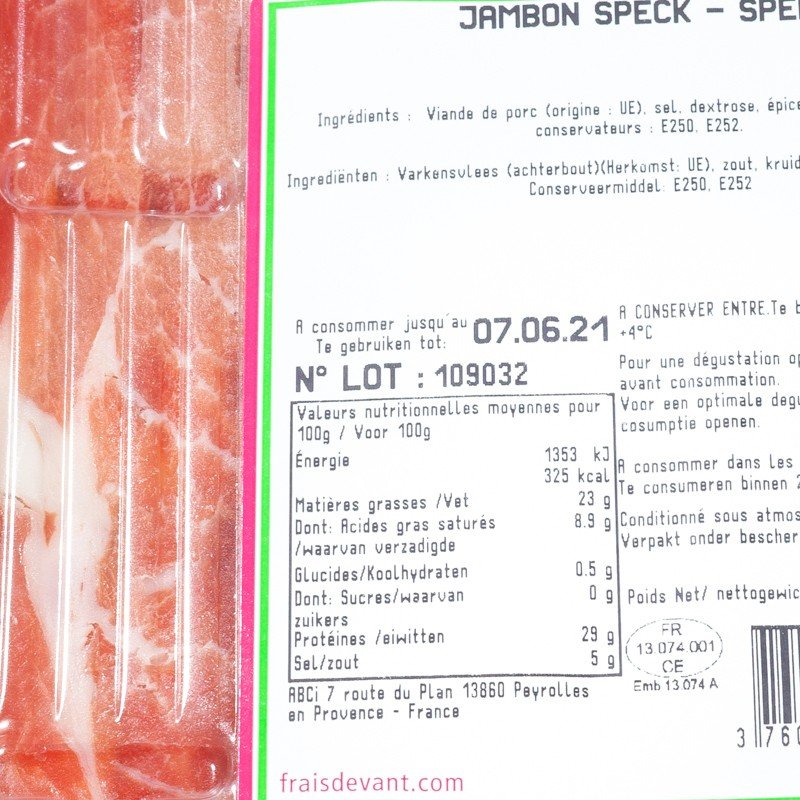 JAMBON SPECK - SPE
Ingrédients : Viande de porc (origine : UE), sel, dextrose, épice
conservateurs : E250, E252.
Ingrediënten : Varkensvlees (achterbout)(Herkomst: UE), zout, kruid
Conserveermiddel: E250, E252
A consommer jusqu'au
Te gebruiken tot:
07.06.21
A CONSERVER ENTRE.Te b
+4°C
N° LOT : 109032
Pour une dégustation op
avant consommation.
Voor een optimale degu
cosumptie openen.
Valeurs nutritionnelles moyennes pour
100g / Voor 100g
Énergie 1353 kJ
325 kcal
Matières grasses /Vet 23 g
Dont: Acides gras saturés 8.9 g
/waarvan verzadigde
Glucides/Koolhydraten 0.5 g
Dont: Sucres/waarvan 0 g
zuikers
Protéines /eiwitten 29 g
Sel/zout 5 g
A consommer dans les
Te consumeren binnen 2
Conditionné sous atmos
Verpakt onder bescher
Poids Net/ nettogewic
FR
13.074.001
CE
Emb 13.074 A
3 760
ABCi 7 route du Plan 13860 Peyrolles
en Provence - France
fraisdevant.com